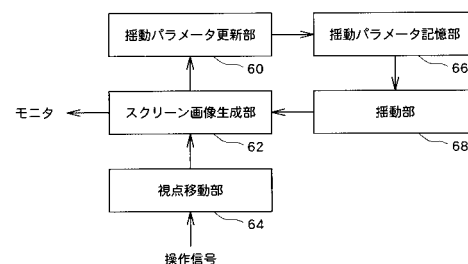 揺動パラメータ更新部
60
揺動パラメータ記憶部
66
モニタ
スクリーン画像生成部
62
揺動部
68
視点移動部
64
操作信号